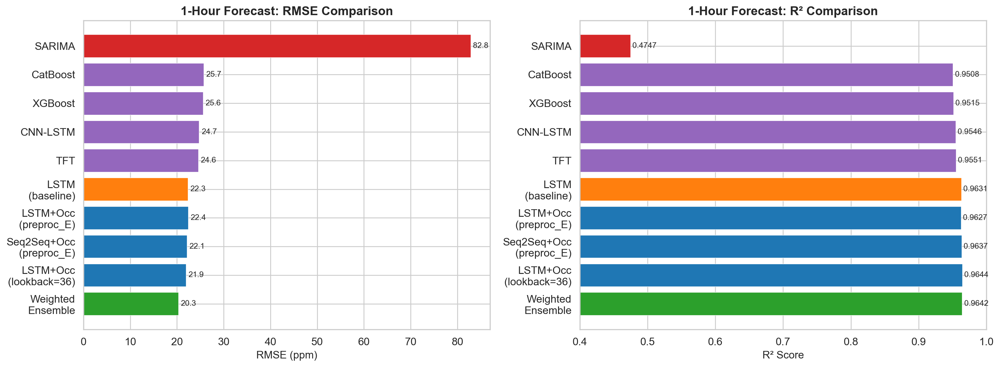 1-Hour Forecast: RMSE Comparison
SARIMA
82.8
CatBoost
25.7
XGBoost
25.6
CNN-LSTM
24.7
TFT
24.6
LSTM
(baseline)
22.3
LSTM+Occ
(preproc_E)
22.4
Seq2Seq+Occ
(preproc_E)
22.1
LSTM+Occ
(lookback=36)
21.9
Weighted
Ensemble
20.3
0 10 20 30 40 50 60 70 80
RMSE (ppm)
1-Hour Forecast: R² Comparison
SARIMA
0.4747
CatBoost
0.9508
XGBoost
0.9515
CNN-LSTM
0.9546
TFT
0.9551
LSTM
(baseline)
0.9631
LSTM+Occ
(preproc_E)
0.9627
Seq2Seq+Occ
(preproc_E)
0.9637
LSTM+Occ
(lookback=36)
0.9644
Weighted
Ensemble
0.9642
0.4 0.5 0.6 0.7 0.8 0.9 1.0
R² Score